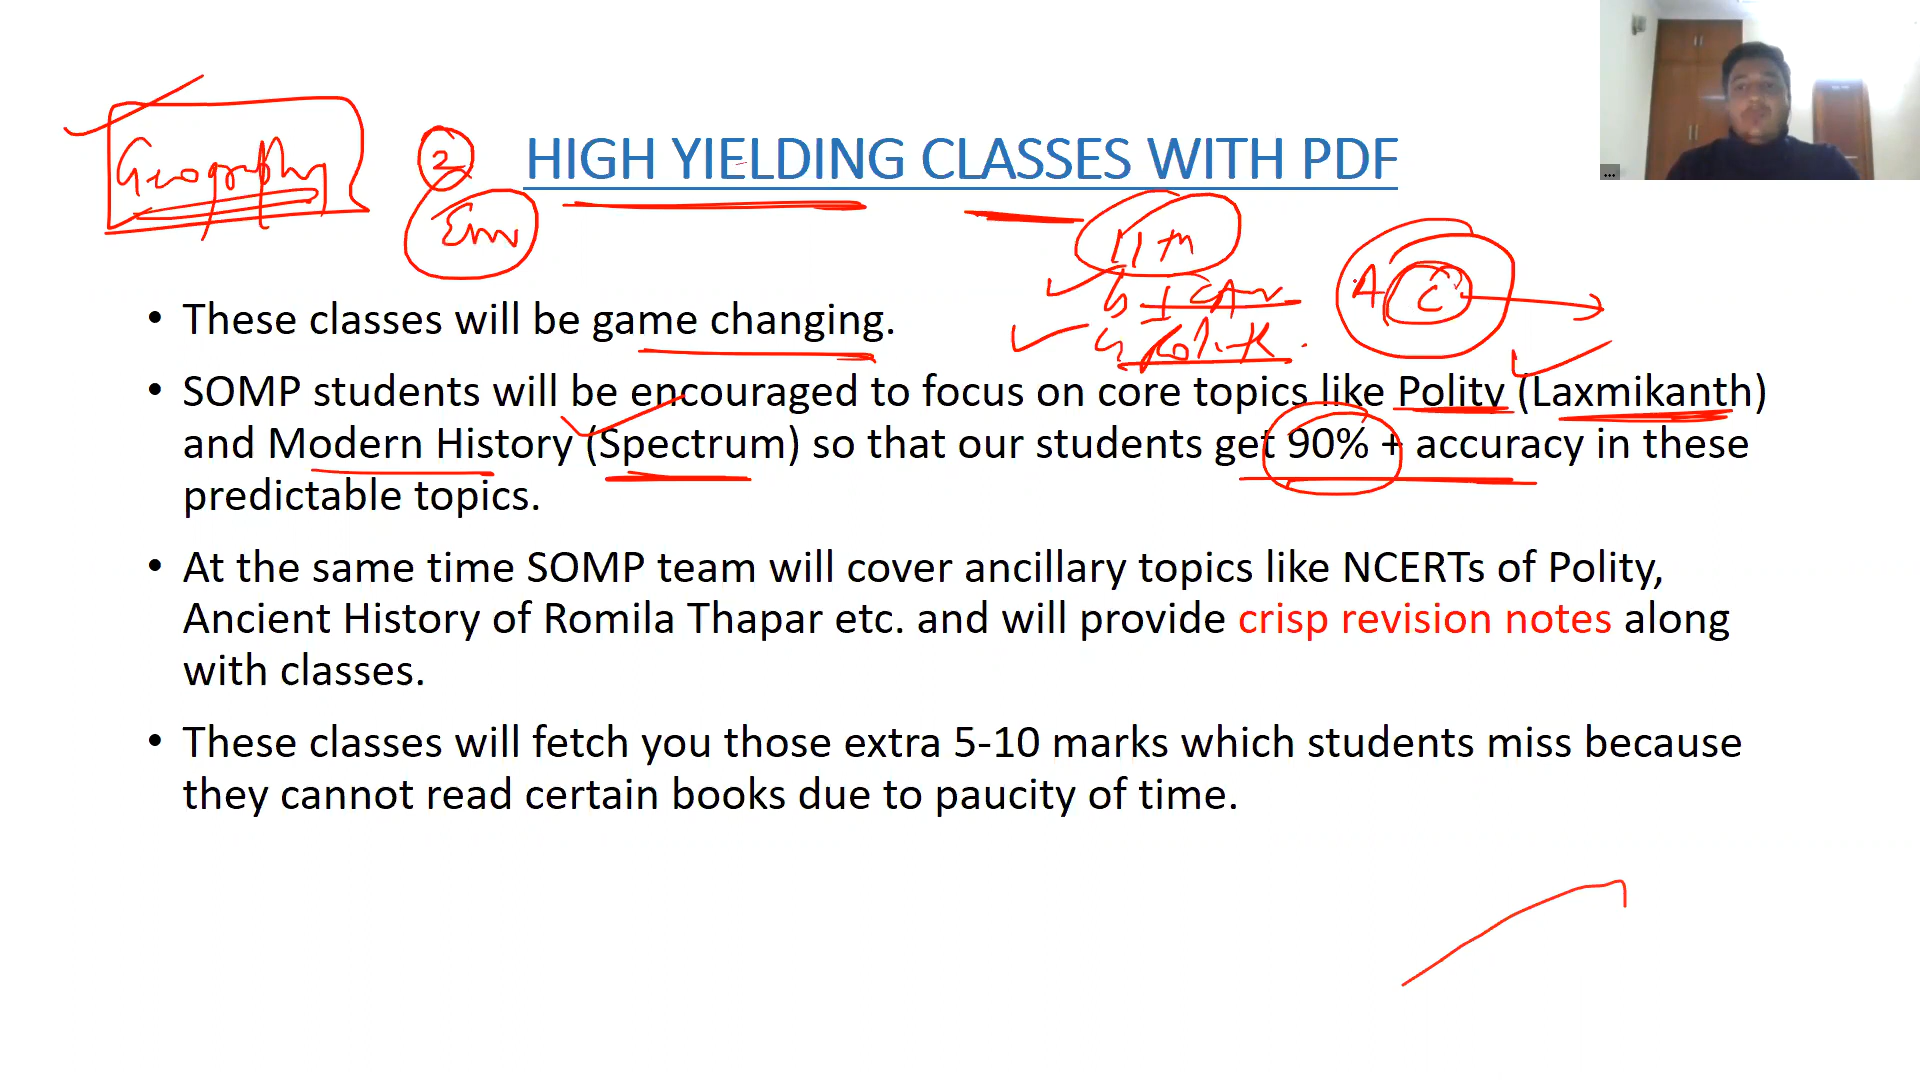 Geography
2
HIGH YIELDING CLASSES WITH PDF
Env
• These classes will be game changing.
A C
• SOMP students will be encouraged to focus on core topics like Polity (Laxmikanth)
and Modern History (Spectrum) so that our students get 90% + accuracy in these
predictable topics.
• At the same time SOMP team will cover ancillary topics like NCERTs of Polity,
Ancient History of Romila Thapar etc. and will provide crisp revision notes along
with classes.
• These classes will fetch you those extra 5-10 marks which students miss because
they cannot read certain books due to paucity of time.